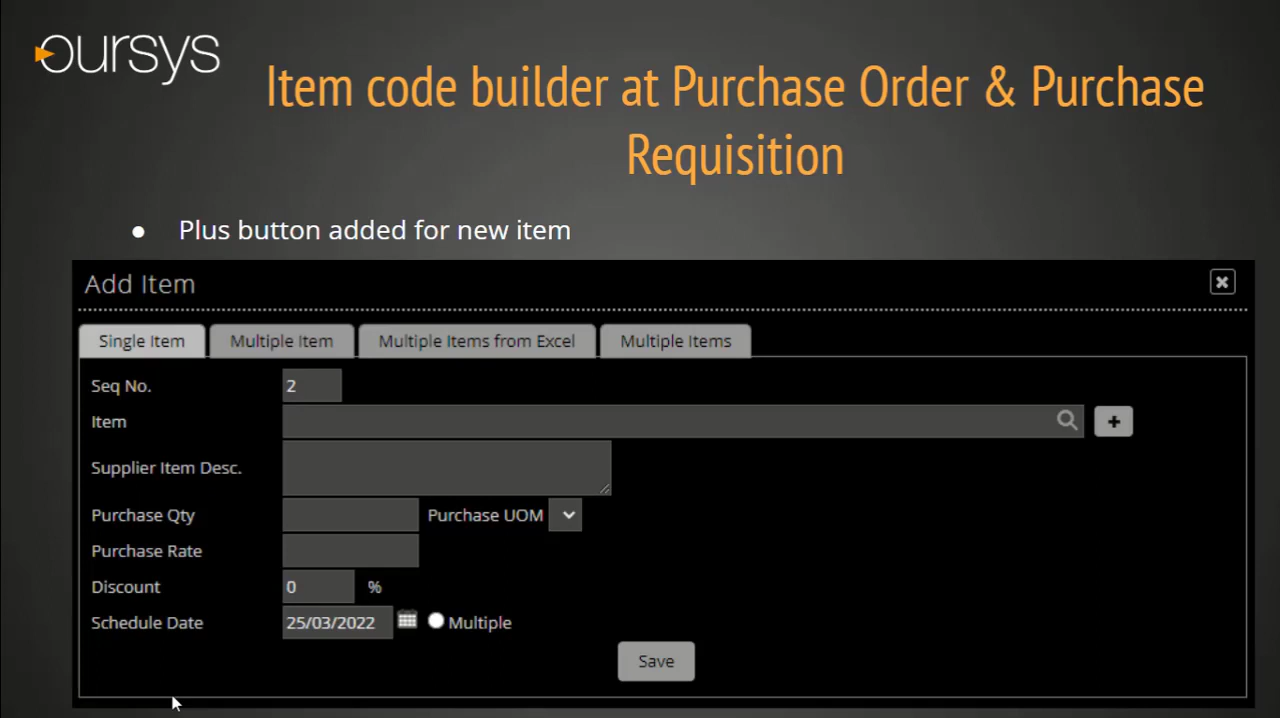 oursys
Item code builder at Purchase Order & Purchase
Requisition
● Plus button added for new item
Add Item
Single Item Multiple Item Multiple Items from Excel Multiple Items
Seq No. 2
Item +
Supplier Item Desc.
Purchase Qty Purchase UOM
Purchase Rate
Discount 0 %
Schedule Date 25/03/2022 Multiple
Save